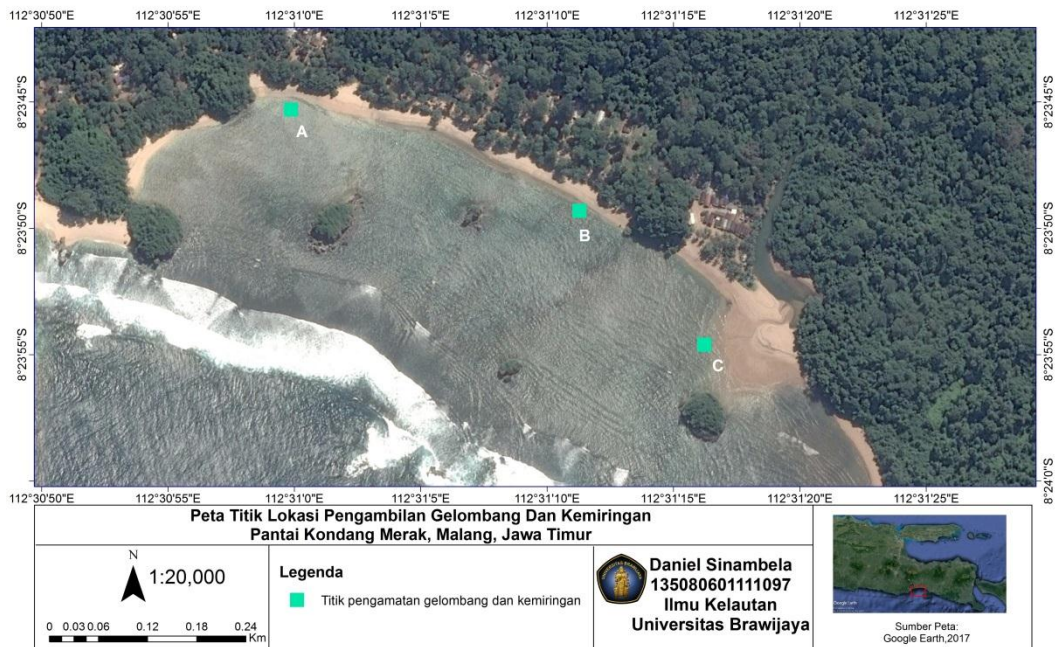 112°30'50"E 112°30'55"E 112°31'0"E 112°31'5"E 112°31'10"E 112°31'15"E 112°31'20"E 112°31'25"E
8°23'45"S 8°23'45"S
A
8°23'50"S 8°23'50"S
B
8°23'55"S 8°23'55"S
C
8°24'0"S
112°30'50"E 112°30'55"E 112°31'0"E 112°31'5"E 112°31'10"E 112°31'15"E 112°31'20"E 112°31'25"E
Peta Titik Lokasi Pengambilan Gelombang Dan Kemiringan
Pantai Kondang Merak, Malang, Jawa Timur
N
1:20,000
0 0.03 0.06 0.12 0.18 0.24
Km
Legenda
Titik pengamatan gelombang dan kemiringan
UNIVERSITAS BRAWIJAYA
Daniel Sinambela
135080601111097
Ilmu Kelautan
Universitas Brawijaya
Google Earth
Sumber Peta:
Google Earth,2017